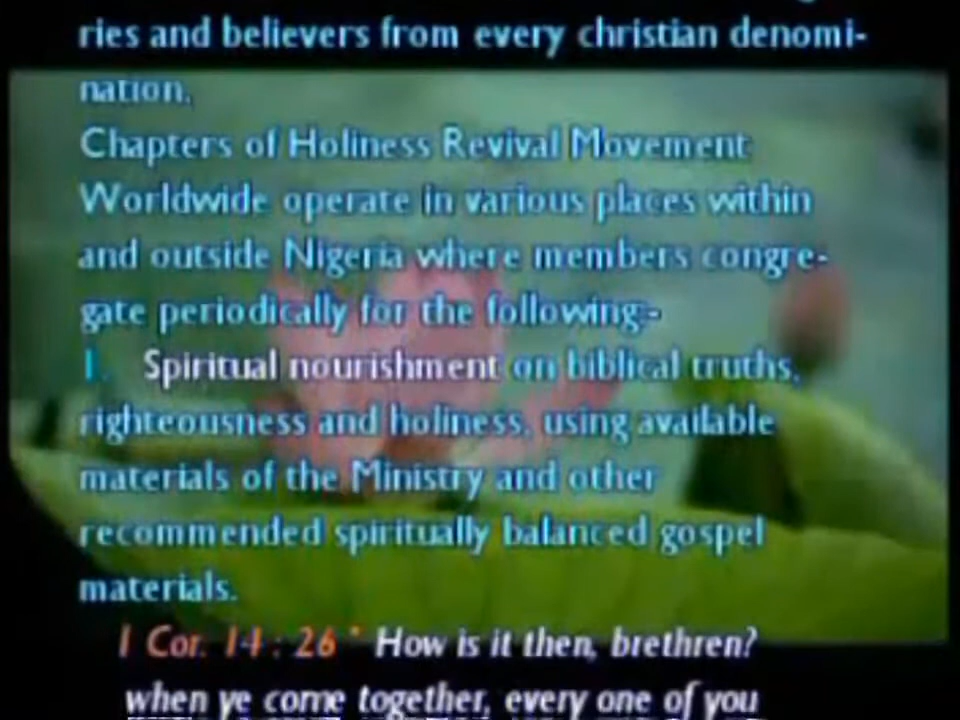 ries and believers from every christian denomi-
nation.
Chapters of Holiness Revival Movement
Worldwide operate in various places within
and outside Nigeria where members congre-
gate periodically for the following:-
1. Spiritual nourishment on biblical truths,
righteousness and holiness, using available
materials of the Ministry and other
recommended spiritually balanced gospel
materials.
1 Cor. 14 : 26 " How is it then, brethren?
when ye come together, every one of you